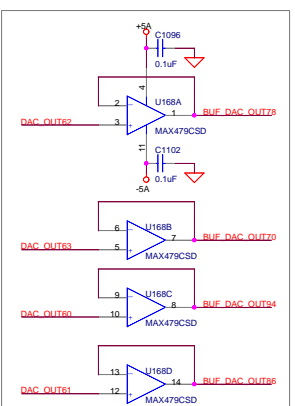 +5A
C1096
0.1uF
4
2
U168A
1
BUF_DAC_OUT78
DAC_OUT62
3
MAX479CSD
11
C1102
0.1uF
-5A
6
U168B
7
BUF_DAC_OUT70
DAC_OUT63
5
MAX479CSD
9
U168C
8
BUF_DAC_OUT94
DAC_OUT60
10
MAX479CSD
13
U168D
14
BUF_DAC_OUT86
DAC_OUT61
12
MAX479CSD